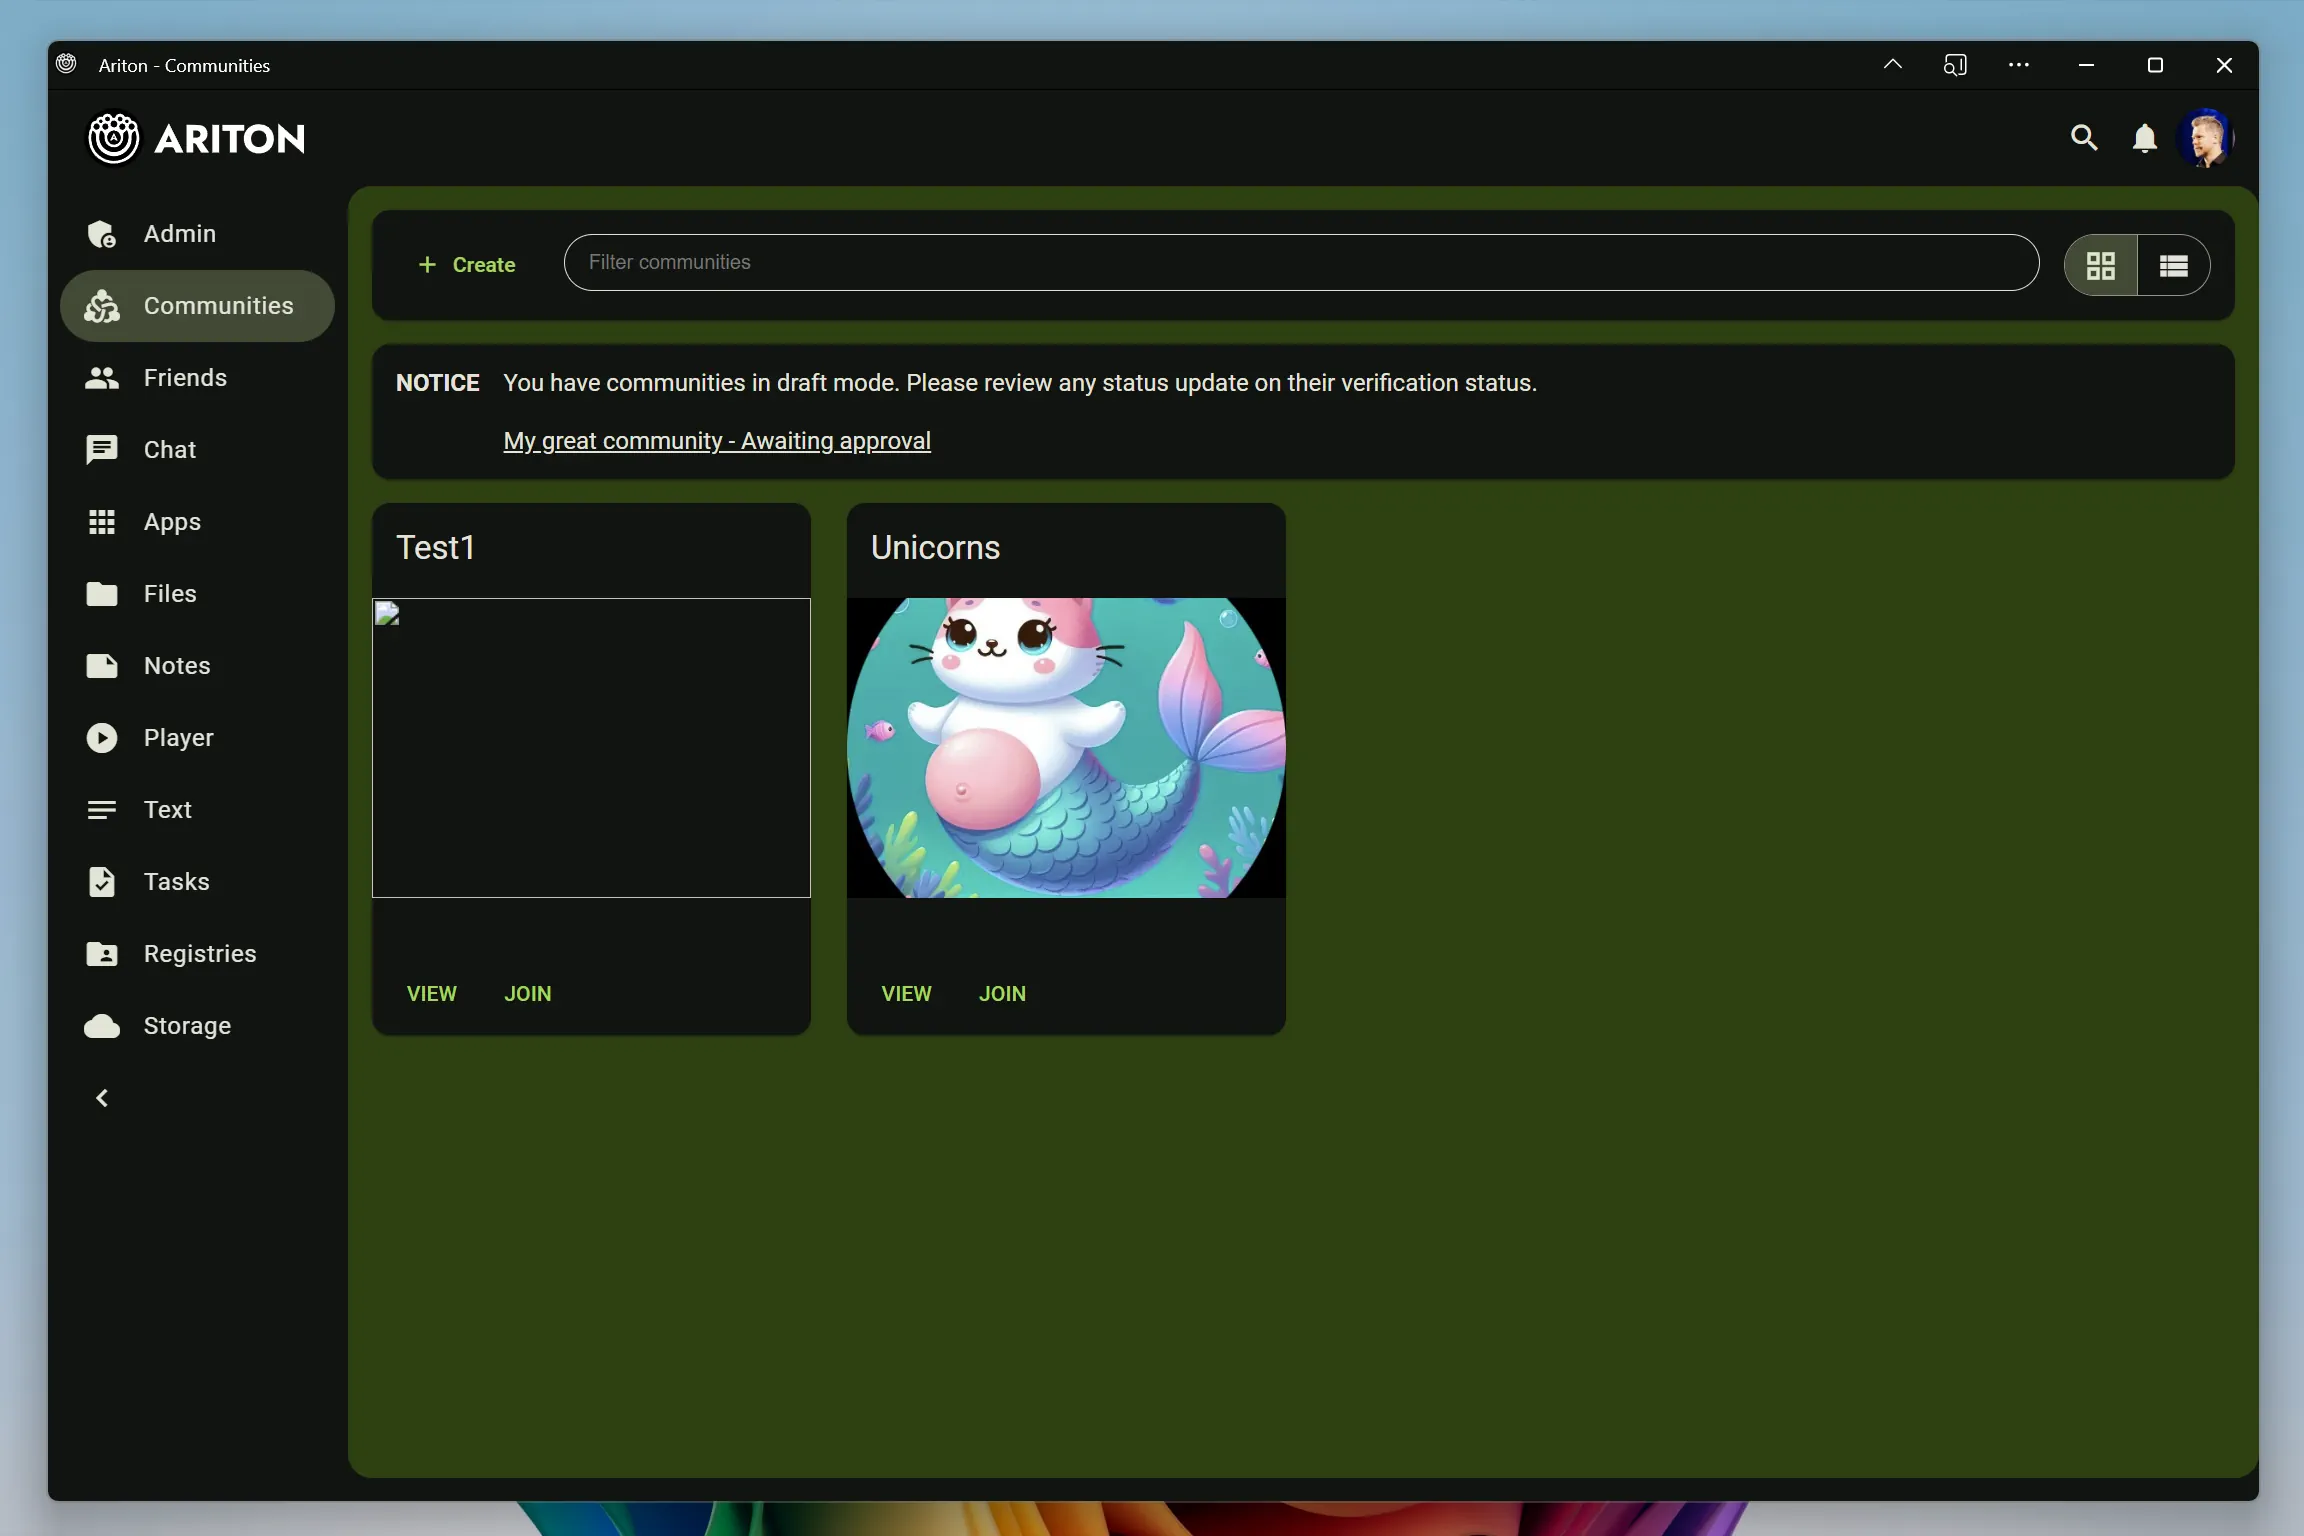 Ariton - Communities
ARITON
Admin
Communities
Friends
Chat
Apps
Files
Notes
Player
Text
Tasks
Registries
Storage
+ Create
Filter communities
NOTICE You have communities in draft mode. Please review any status update on their verification status.
My great community - Awaiting approval
Test1
VIEW JOIN
Unicorns
VIEW JOIN